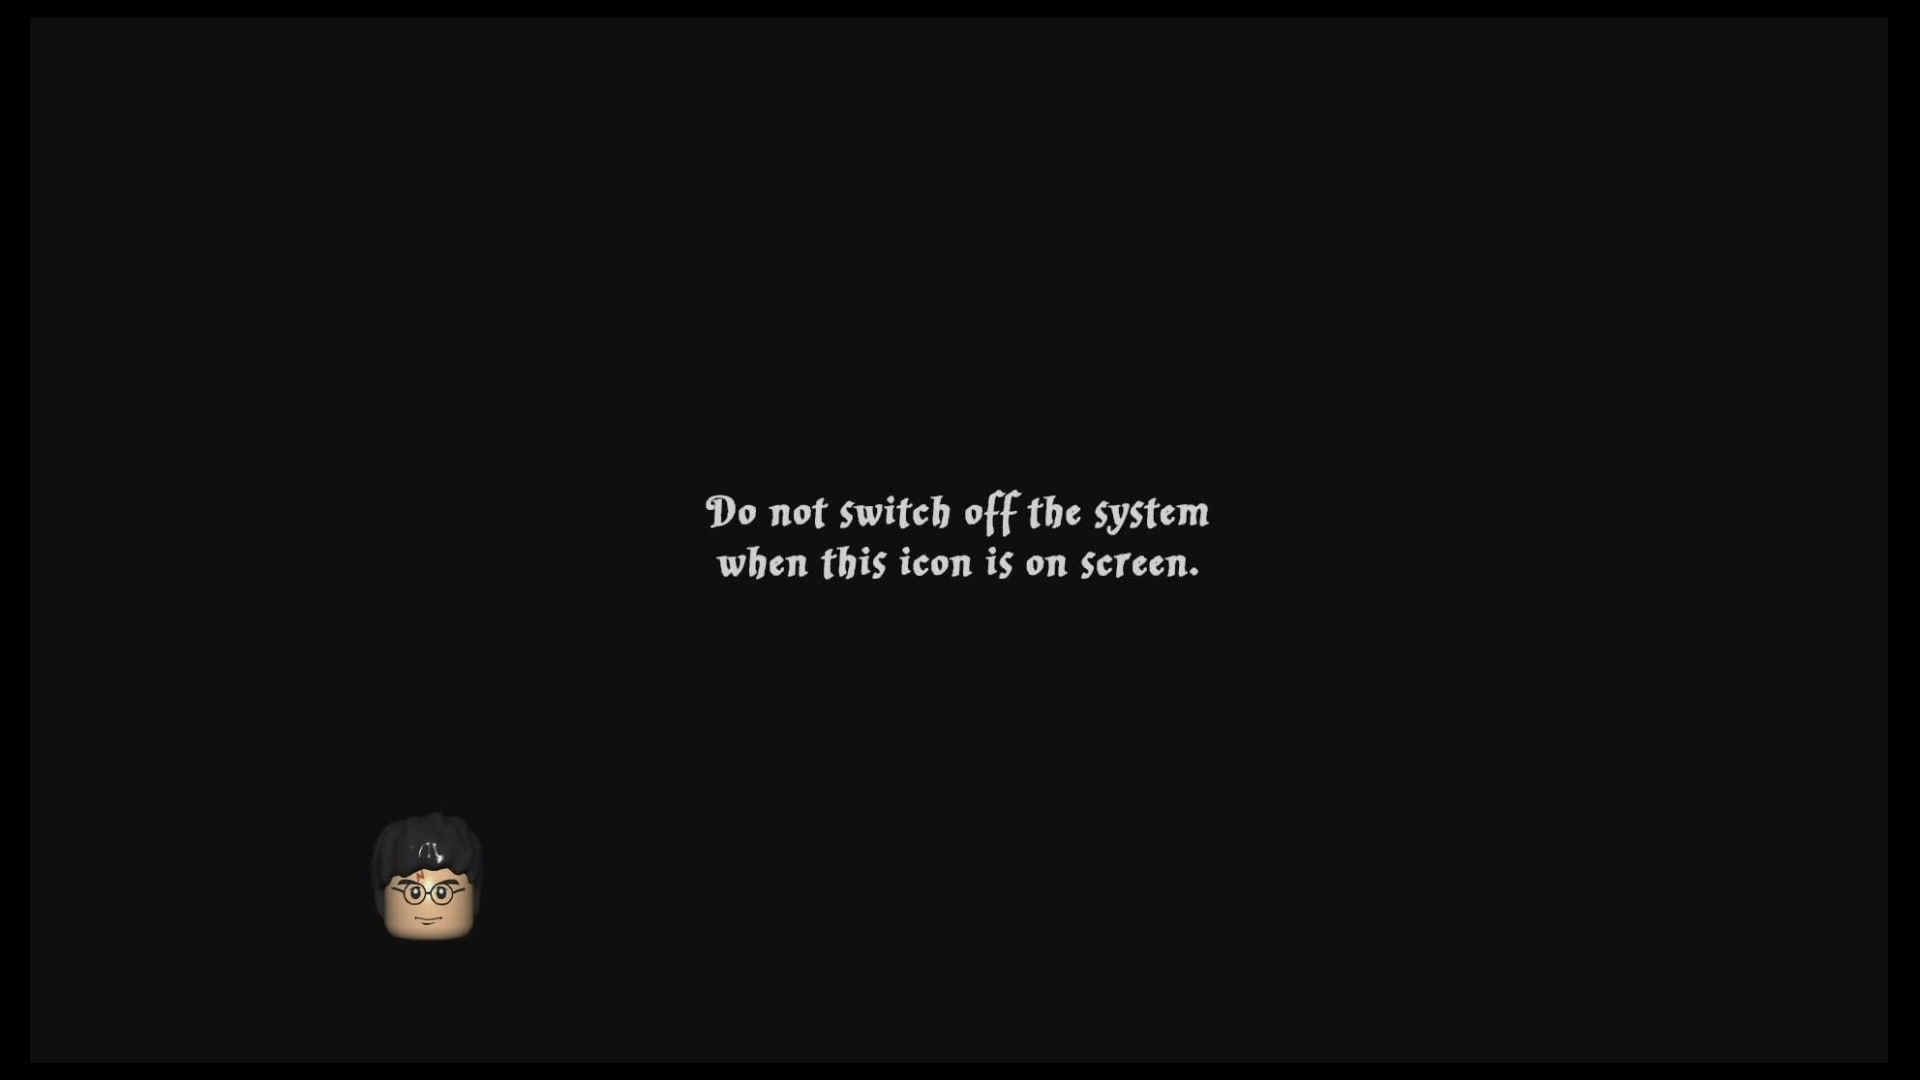 Do not switch off the system
when this icon is on screen.